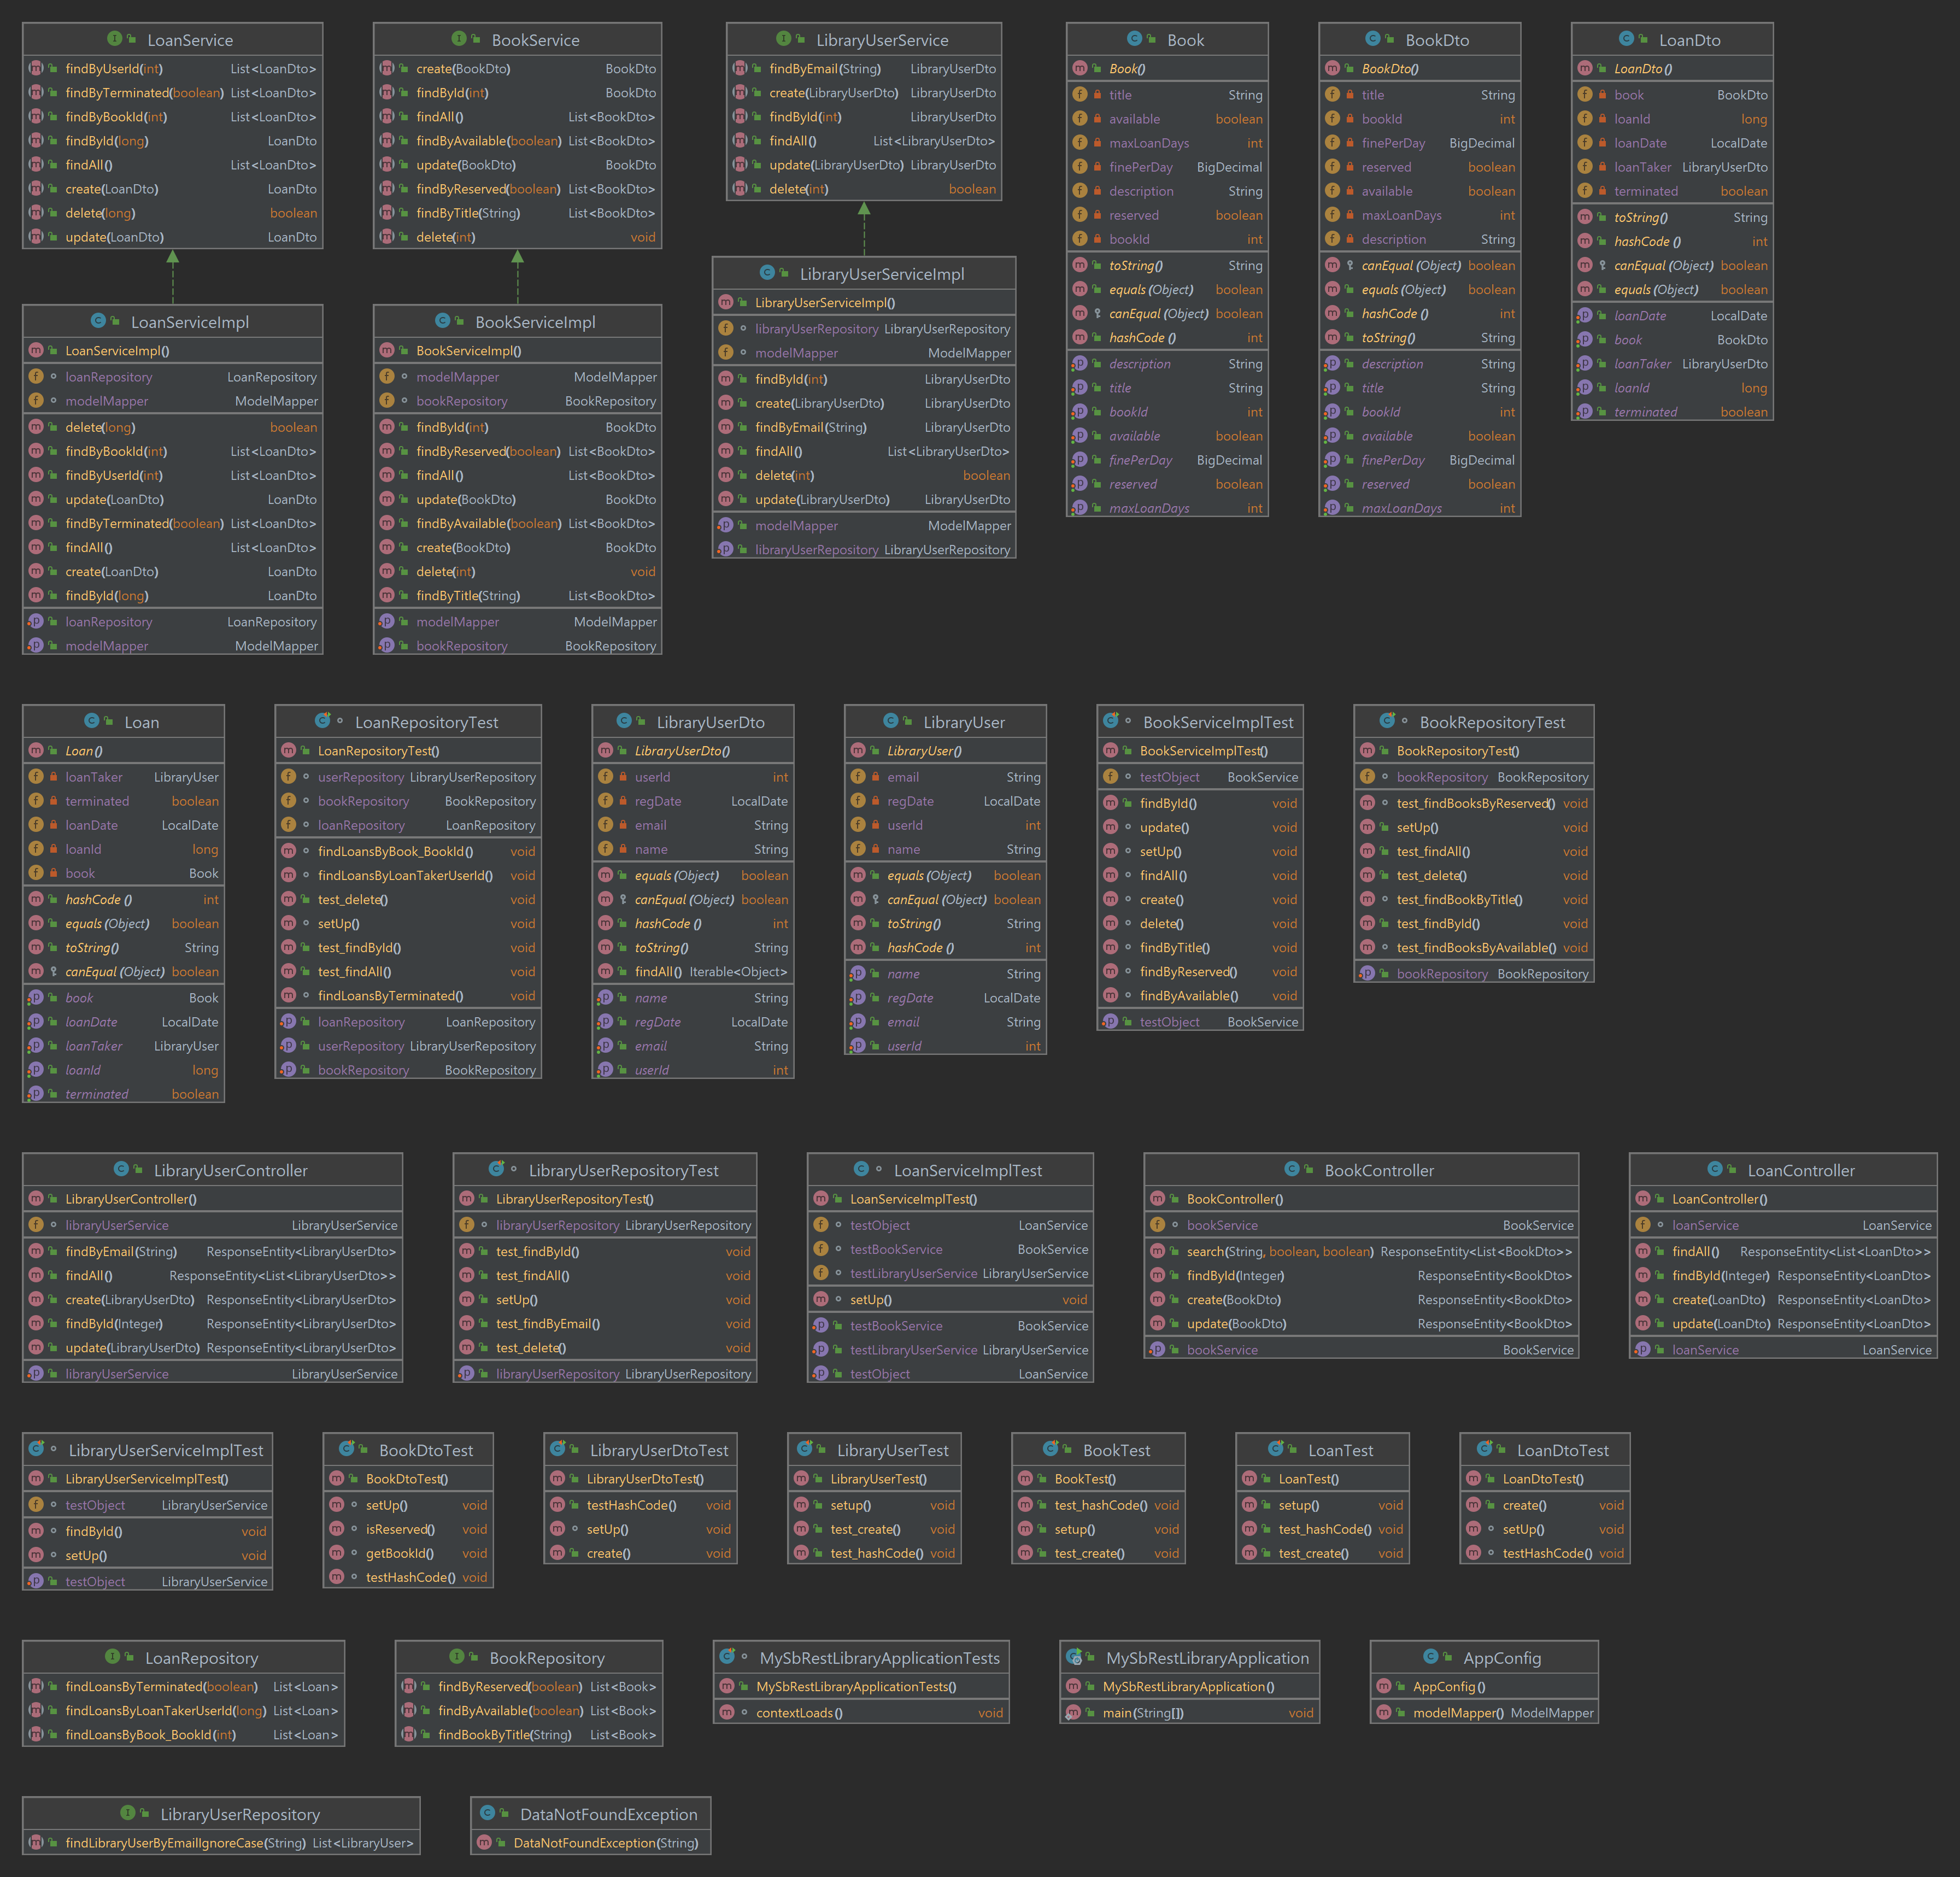 LoanService
findByUserId(int) List<LoanDto>
findByTerminated(boolean) List<LoanDto>
findByBookId(int) List<LoanDto>
findById(long) LoanDto
findAll() List<LoanDto>
create(LoanDto) LoanDto
delete(long) boolean
update(LoanDto) LoanDto
BookService
create(BookDto) BookDto
findById(int) BookDto
findAll() List<BookDto>
findByAvailable(boolean) List<BookDto>
update(BookDto) BookDto
findByReserved(boolean) List<BookDto>
findByTitle(String) List<BookDto>
delete(int) void
LibraryUserService
findByEmail(String) LibraryUserDto
create(LibraryUserDto) LibraryUserDto
findById(int) LibraryUserDto
findAll() List<LibraryUserDto>
update(LibraryUserDto) LibraryUserDto
delete(int) boolean
Book
Book()
title String
available boolean
maxLoanDays int
finePerDay BigDecimal
description String
reserved boolean
bookId int
toString() String
equals(Object) boolean
canEqual(Object) boolean
hashCode() int
description String
title String
bookId int
available boolean
finePerDay BigDecimal
reserved boolean
maxLoanDays int
BookDto
BookDto()
title String
bookId int
finePerDay BigDecimal
reserved boolean
available boolean
maxLoanDays int
description String
canEqual(Object) boolean
equals(Object) boolean
hashCode() int
toString() String
description String
title String
bookId int
available boolean
finePerDay BigDecimal
reserved boolean
maxLoanDays int
LoanDto
LoanDto()
book BookDto
loanId long
loanDate LocalDate
loanTaker LibraryUserDto
terminated boolean
toString() String
hashCode() int
canEqual(Object) boolean
equals(Object) boolean
loanDate LocalDate
book BookDto
loanTaker LibraryUserDto
loanId long
terminated boolean
LoanServiceImpl
LoanServiceImpl()
loanRepository LoanRepository
modelMapper ModelMapper
delete(long) boolean
findByBookId(int) List<LoanDto>
findByUserId(int) List<LoanDto>
update(LoanDto) LoanDto
findByTerminated(boolean) List<LoanDto>
findAll() List<LoanDto>
create(LoanDto) LoanDto
findById(long) LoanDto
loanRepository LoanRepository
modelMapper ModelMapper
BookServiceImpl
BookServiceImpl()
modelMapper ModelMapper
bookRepository BookRepository
findById(int) BookDto
findByReserved(boolean) List<BookDto>
findAll() List<BookDto>
update(BookDto) BookDto
findByAvailable(boolean) List<BookDto>
create(BookDto) BookDto
delete(int) void
findByTitle(String) List<BookDto>
modelMapper ModelMapper
bookRepository BookRepository
LibraryUserServiceImpl
LibraryUserServiceImpl()
libraryUserRepository LibraryUserRepository
modelMapper ModelMapper
findById(int) LibraryUserDto
create(LibraryUserDto) LibraryUserDto
findByEmail(String) LibraryUserDto
findAll() List<LibraryUserDto>
delete(int) boolean
update(LibraryUserDto) LibraryUserDto
modelMapper ModelMapper
libraryUserRepository LibraryUserRepository
Loan
Loan()
loanTaker LibraryUser
terminated boolean
loanDate LocalDate
loanId long
book Book
hashCode() int
equals(Object) boolean
toString() String
canEqual(Object) boolean
book Book
loanDate LocalDate
loanTaker LibraryUser
loanId long
terminated boolean
LoanRepositoryTest
LoanRepositoryTest()
userRepository LibraryUserRepository
bookRepository BookRepository
loanRepository LoanRepository
findLoansByBook_BookId() void
findLoansByLoanTakerUserId() void
test_delete() void
setUp() void
test_findById() void
test_findAll() void
findLoansByTerminated() void
loanRepository LoanRepository
userRepository LibraryUserRepository
bookRepository BookRepository
LibraryUserDto
LibraryUserDto()
userId int
regDate LocalDate
email String
name String
equals(Object) boolean
canEqual(Object) boolean
hashCode() int
toString() String
findAll() Iterable<Object>
name String
regDate LocalDate
email String
userId int
LibraryUser
LibraryUser()
email String
regDate LocalDate
userId int
name String
equals(Object) boolean
canEqual(Object) boolean
toString() String
hashCode() int
name String
regDate LocalDate
email String
userId int
BookServiceImplTest
BookServiceImplTest()
testObject BookService
findById() void
update() void
setUp() void
findAll() void
create() void
delete() void
findByTitle() void
findByReserved() void
findByAvailable() void
testObject BookService
BookRepositoryTest
BookRepositoryTest()
bookRepository BookRepository
test_findBooksByReserved() void
setUp() void
test_findAll() void
test_delete() void
test_findBookByTitle() void
test_findById() void
test_findBooksByAvailable() void
bookRepository BookRepository
LibraryUserController
LibraryUserController()
libraryUserService LibraryUserService
findByEmail(String) ResponseEntity<LibraryUserDto>
findAll() ResponseEntity<List<LibraryUserDto>>
create(LibraryUserDto) ResponseEntity<LibraryUserDto>
findById(Integer) ResponseEntity<LibraryUserDto>
update(LibraryUserDto) ResponseEntity<LibraryUserDto>
libraryUserService LibraryUserService
LibraryUserRepositoryTest
LibraryUserRepositoryTest()
libraryUserRepository LibraryUserRepository
test_findById() void
test_findAll() void
setUp() void
test_findByEmail() void
test_delete() void
libraryUserRepository LibraryUserRepository
LoanServiceImplTest
LoanServiceImplTest()
testObject LoanService
testBookService BookService
testLibraryUserService LibraryUserService
setUp() void
testBookService BookService
testLibraryUserService LibraryUserService
testObject LoanService
BookController
BookController()
bookService BookService
search(String, boolean, boolean) ResponseEntity<List<BookDto>>
findById(Integer) ResponseEntity<BookDto>
create(BookDto) ResponseEntity<BookDto>
update(BookDto) ResponseEntity<BookDto>
bookService BookService
LoanController
LoanController()
loanService LoanService
findAll() ResponseEntity<List<LoanDto>>
findById(Integer) ResponseEntity<LoanDto>
create(LoanDto) ResponseEntity<LoanDto>
update(LoanDto) ResponseEntity<LoanDto>
loanService LoanService
LibraryUserServiceImplTest
LibraryUserServiceImplTest()
testObject LibraryUserService
findById() void
setUp() void
testObject LibraryUserService
BookDtoTest
BookDtoTest()
setUp() void
isReserved() void
getBookId() void
testHashCode() void
LibraryUserDtoTest
LibraryUserDtoTest()
testHashCode() void
setUp() void
create() void
LibraryUserTest
LibraryUserTest()
setup() void
test_create() void
test_hashCode() void
BookTest
BookTest()
test_hashCode() void
setup() void
test_create() void
LoanTest
LoanTest()
setup() void
test_hashCode() void
test_create() void
LoanDtoTest
LoanDtoTest()
create() void
setUp() void
testHashCode() void
LoanRepository
findLoansByTerminated(boolean) List<Loan>
findLoansByLoanTakerUserId(long) List<Loan>
findLoansByBook_BookId(int) List<Loan>
BookRepository
findByReserved(boolean) List<Book>
findByAvailable(boolean) List<Book>
findBookByTitle(String) List<Book>
MySbRestLibraryApplicationTests
MySbRestLibraryApplicationTests()
contextLoads() void
MySbRestLibraryApplication
MySbRestLibraryApplication()
main(String[]) void
AppConfig
AppConfig()
modelMapper() ModelMapper
LibraryUserRepository
findLibraryUserByEmailIgnoreCase(String) List<LibraryUser>
DataNotFoundException
DataNotFoundException(String)